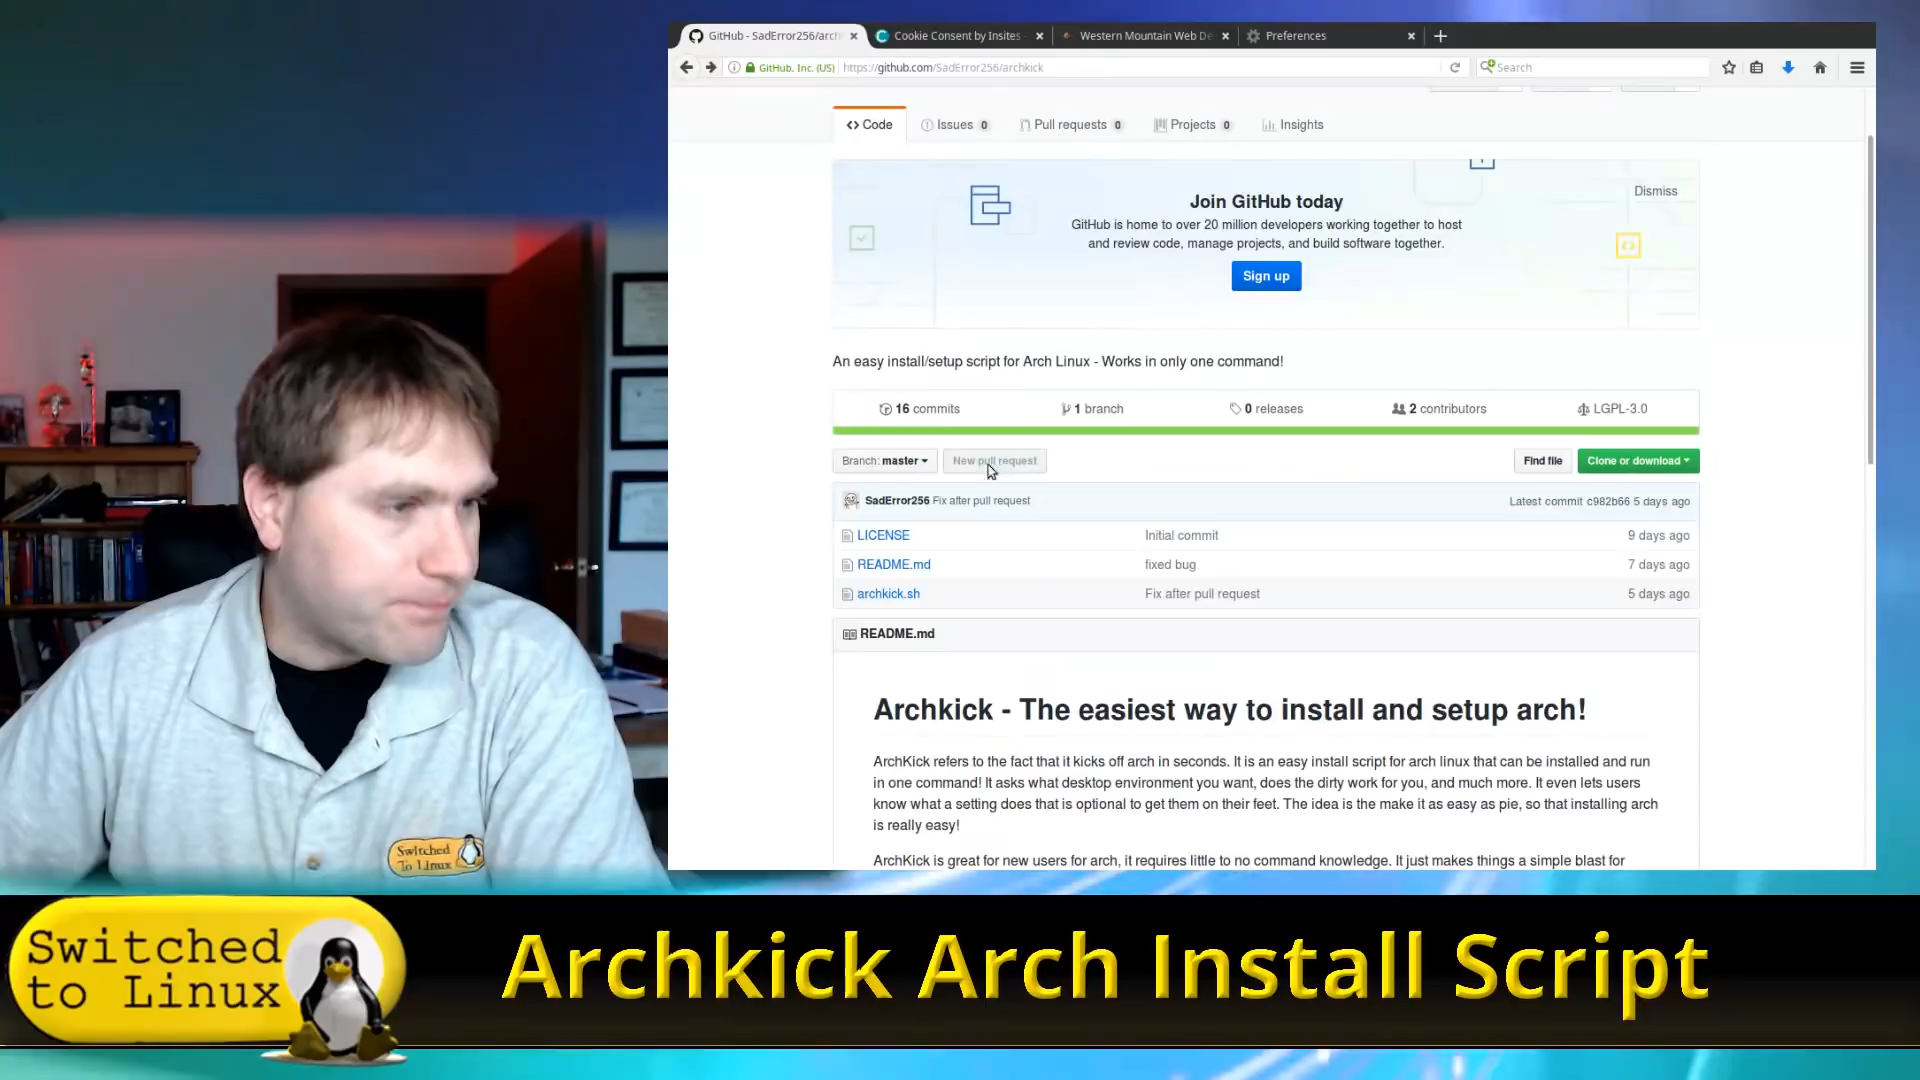 GitHub - SadError256/arch
Cookie Consent by Insites
Western Mountain Web De
Preferences
GitHub, Inc. (US)
https://github.com/SadError256/archkick
Search
Code
Issues 0
Pull requests 0
Projects 0
Insights
Join GitHub today
Dismiss
GitHub is home to over 20 million developers working together to host
and review code, manage projects, and build software together.
Sign up
An easy install/setup script for Arch Linux - Works in only one command!
16 commits
1 branch
0 releases
2 contributors
LGPL-3.0
Branch: master
New pull request
Find file
Clone or download
SadError256 Fix after pull request
Latest commit c982b66 5 days ago
LICENSE
Initial commit
9 days ago
README.md
fixed bug
7 days ago
archkick.sh
Fix after pull request
5 days ago
README.md
Archkick - The easiest way to install and setup arch!
ArchKick refers to the fact that it kicks off arch in seconds. It is an easy install script for arch linux that can be installed and run
in one command! It asks what desktop environment you want, does the dirty work for you, and much more. It even lets users
know what a setting does that is optional to get them on their feet. The idea is the make it as easy as pie, so that installing arch
is really easy!
ArchKick is great for new users for arch, it requires little to no command knowledge. It just makes things a simple blast for
Switched
To Linux
Switched
to Linux
Archkick Arch Install Script